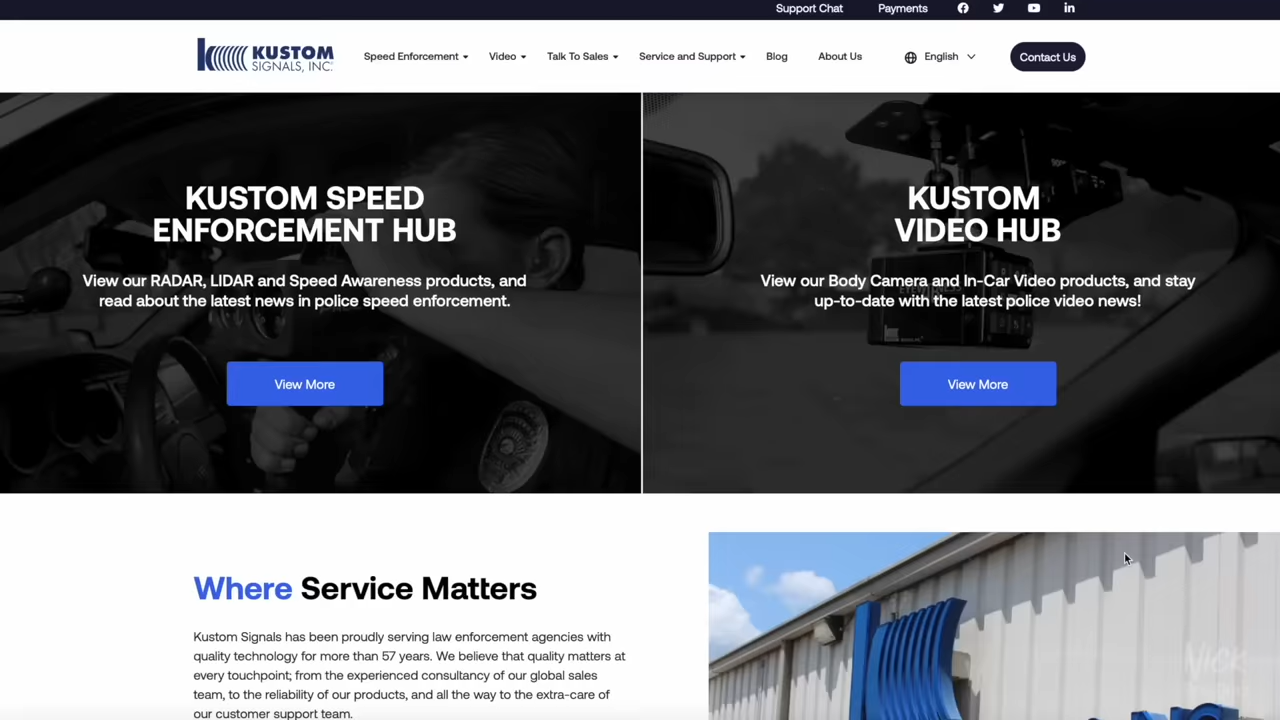 Support Chat
Payments
KUSTOM
SIGNALS, INC.
Speed Enforcement
Video
Talk To Sales
Service and Support
Blog
About Us
English
Contact Us
KUSTOM SPEED
ENFORCEMENT HUB
View our RADAR, LIDAR and Speed Awareness products, and
read about the latest news in police speed enforcement.
View More
KUSTOM
VIDEO HUB
View our Body Camera and In-Car Video products, and stay
up-to-date with the latest police video news!
View More
Where Service Matters
Kustom Signals has been proudly serving law enforcement agencies with
quality technology for more than 57 years. We believe that quality matters at
every touchpoint; from the experienced consultancy of our global sales
team, to the reliability of our products, and all the way to the extra-care of
our customer support team.
NICK